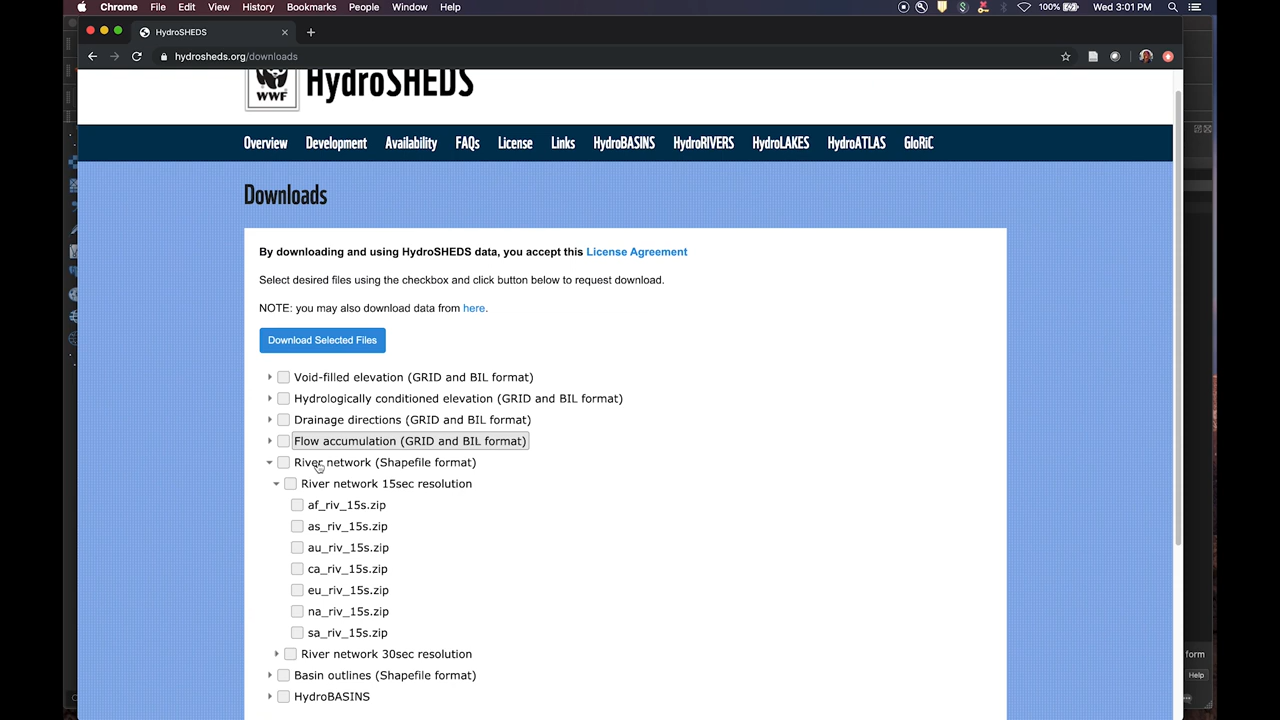 Chrome File Edit View History Bookmarks People Window Help 100% Wed 3:01 PM
HydroSHEDS
hydrosheds.org/downloads
WWF HydroSHEDS
Overview Development Availability FAQs License Links HydroBASINS HydroRIVERS HydroLAKES HydroATLAS GloRiC
Downloads
By downloading and using HydroSHEDS data, you accept this License Agreement
Select desired files using the checkbox and click button below to request download.
NOTE: you may also download data from here.
Download Selected Files
Void-filled elevation (GRID and BIL format)
Hydrologically conditioned elevation (GRID and BIL format)
Drainage directions (GRID and BIL format)
Flow accumulation (GRID and BIL format)
River network (Shapefile format)
River network 15sec resolution
af_riv_15s.zip
as_riv_15s.zip
au_riv_15s.zip
ca_riv_15s.zip
eu_riv_15s.zip
na_riv_15s.zip
sa_riv_15s.zip
River network 30sec resolution
form
Basin outlines (Shapefile format)
Help
HydroBASINS